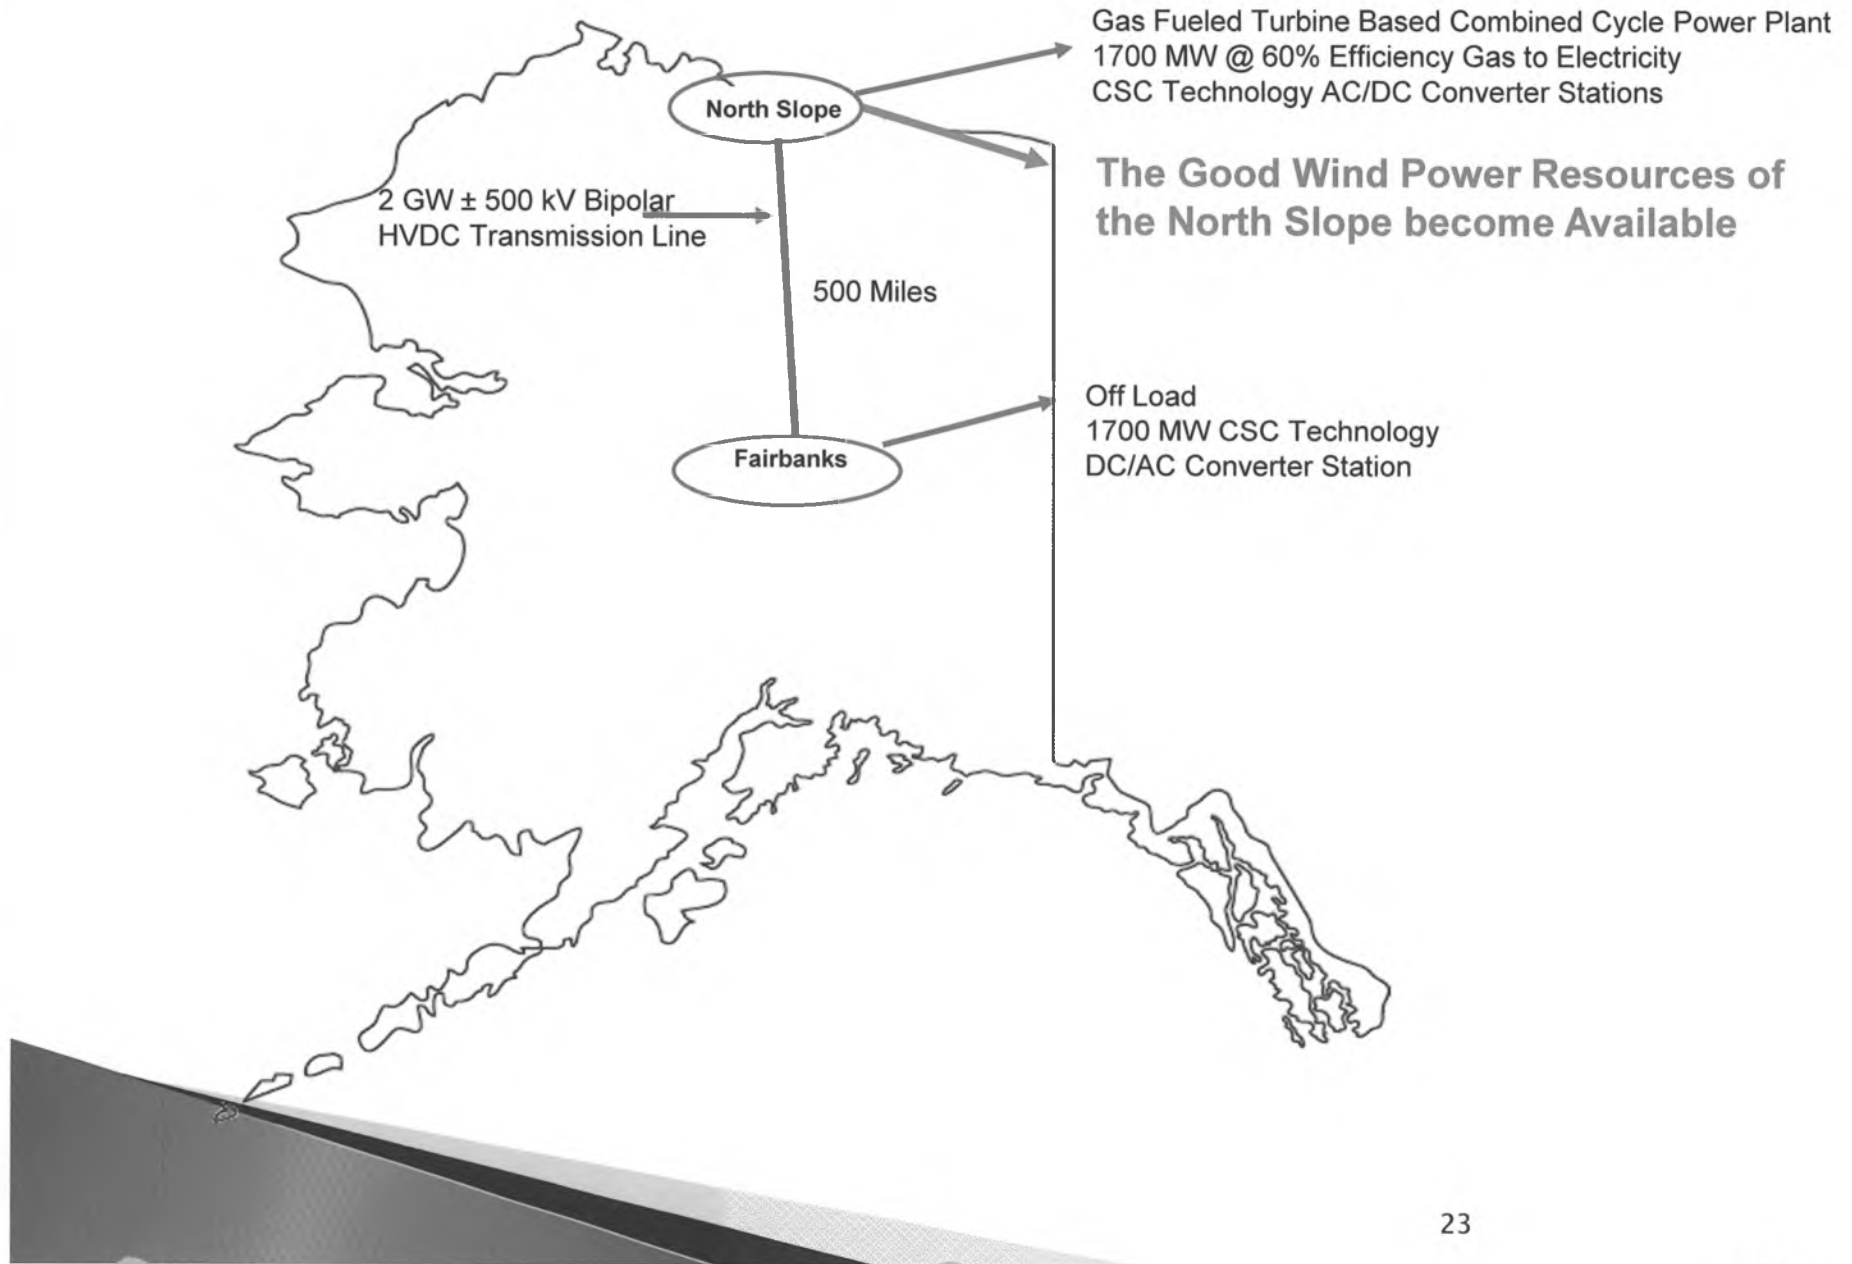 Gas Fueled Turbine Based Combined Cycle Power Plant
1700 MW @ 60% Efficiency Gas to Electricity
CSC Technology AC/DC Converter Stations
North Slope
The Good Wind Power Resources of
the North Slope become Available
2 GW ± 500 kV Bipolar
HVDC Transmission Line
500 Miles
Off Load
1700 MW CSC Technology
DC/AC Converter Station
Fairbanks
23